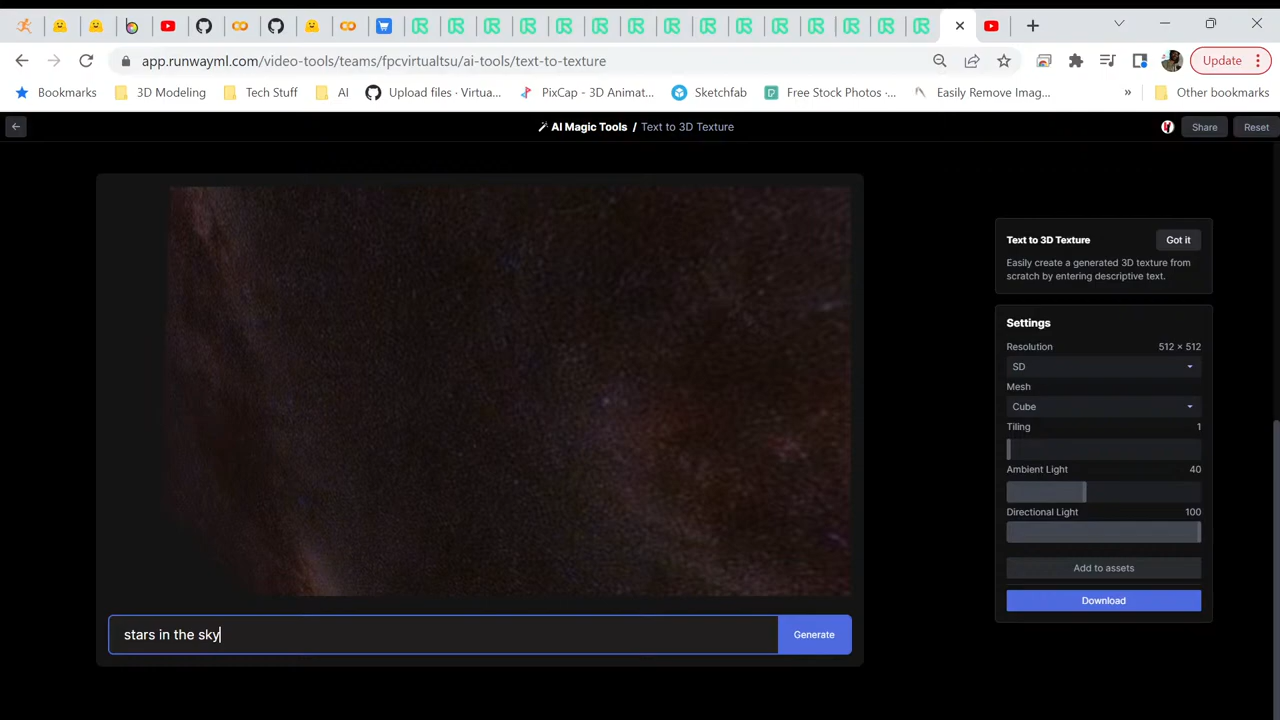 app.runwayml.com/video-tools/teams/fpcvirtualtsu/ai-tools/text-to-texture
Update
Bookmarks
3D Modeling
Tech Stuff
AI
Upload files · Virtua...
PixCap - 3D Animat...
Sketchfab
Free Stock Photos ·...
Easily Remove Imag...
»
Other bookmarks
AI Magic Tools / Text to 3D Texture
Share
Reset
Text to 3D Texture
Got it
Easily create a generated 3D texture from
scratch by entering descriptive text.
Settings
Resolution 512 × 512
SD
Mesh
Cube
Tiling 1
Ambient Light 40
Directional Light 100
Add to assets
Download
stars in the sky
Generate